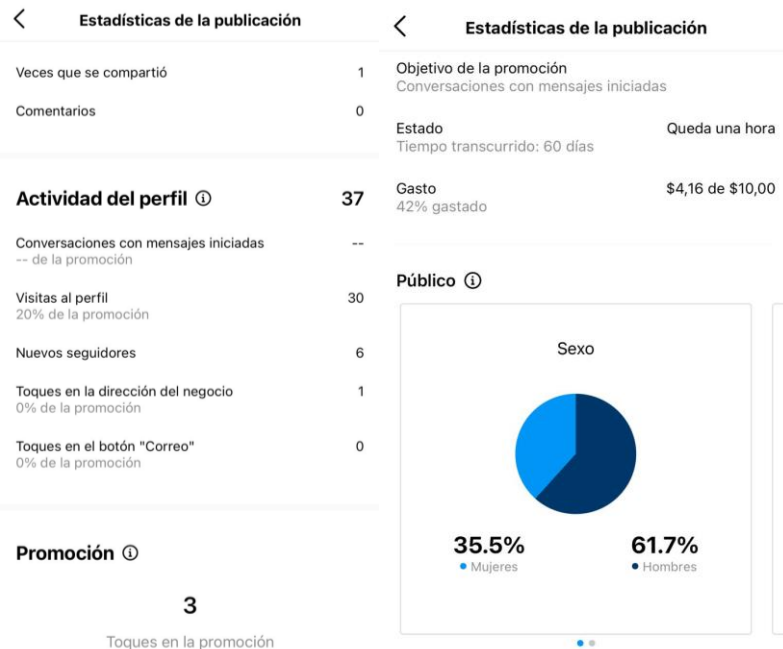 Estadísticas de la publicación
Veces que se compartió 1
Comentarios 0
Actividad del perfil 37
Conversaciones con mensajes iniciadas --
-- de la promoción
Visitas al perfil 30
20% de la promoción
Nuevos seguidores 6
Toques en la dirección del negocio 1
0% de la promoción
Toques en el botón "Correo" 0
0% de la promoción
Promoción
3
Toques en la promoción
Estadísticas de la publicación
Objetivo de la promoción
Conversaciones con mensajes iniciadas
Estado Queda una hora
Tiempo transcurrido: 60 días
Gasto $4,16 de $10,00
42% gastado
Público
Sexo
35.5% 61.7%
Mujeres Hombres